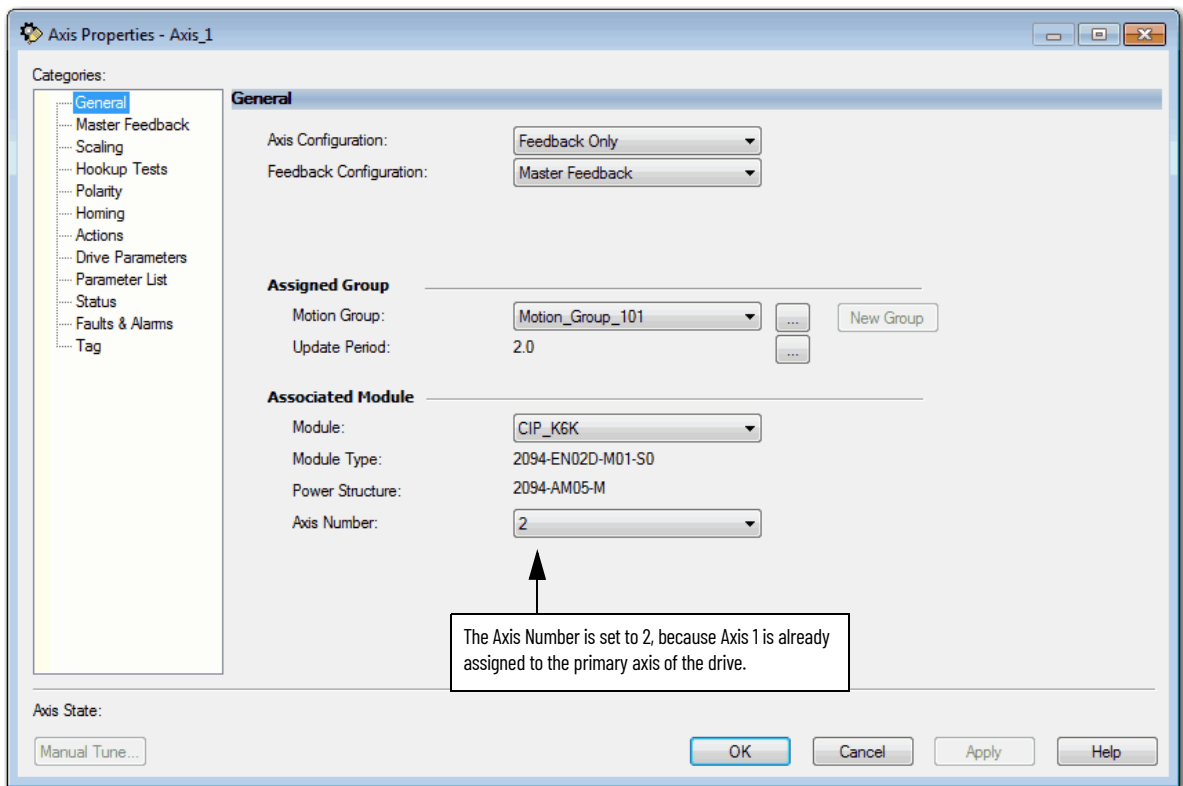 Axis Properties - Axis_1
Categories:
General
Master Feedback
Scaling
Hookup Tests
Polarity
Homing
Actions
Drive Parameters
Parameter List
Status
Faults & Alarms
Tag
General
Axis Configuration: Feedback Only
Feedback Configuration: Master Feedback
Assigned Group
Motion Group: Motion_Group_101 ... New Group
Update Period: 2.0 ...
Associated Module
Module: CIP_K6K
Module Type: 2094-EN02D-M01-S0
Power Structure: 2094-AM05-M
Axis Number: 2
The Axis Number is set to 2, because Axis 1 is already
assigned to the primary axis of the drive.
Axis State:
Manual Tune... OK Cancel Apply Help